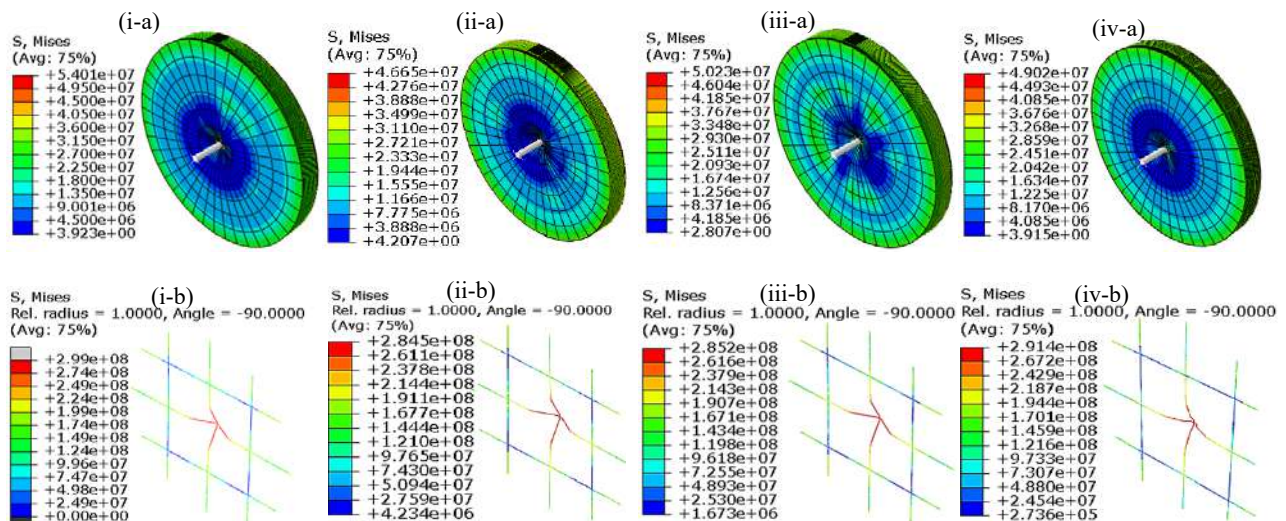 (i-a)
S, Mises
(Avg: 75%)
+5.401e+07
+4.950e+07
+4.500e+07
+4.050e+07
+3.600e+07
+3.150e+07
+2.700e+07
+2.250e+07
+1.800e+07
+1.350e+07
+9.001e+06
+4.500e+06
+3.923e+00
(ii-a)
S, Mises
(Avg: 75%)
+4.665e+07
+4.276e+07
+3.888e+07
+3.499e+07
+3.110e+07
+2.721e+07
+2.333e+07
+1.944e+07
+1.555e+07
+1.166e+07
+7.775e+06
+3.888e+06
+4.207e+00
(iii-a)
S, Mises
(Avg: 75%)
+5.023e+07
+4.604e+07
+4.185e+07
+3.767e+07
+3.348e+07
+2.930e+07
+2.511e+07
+2.093e+07
+1.674e+07
+1.256e+07
+8.371e+06
+4.185e+06
+2.807e+00
(iv-a)
S, Mises
(Avg: 75%)
+4.902e+07
+4.493e+07
+4.085e+07
+3.676e+07
+3.268e+07
+2.859e+07
+2.451e+07
+2.042e+07
+1.634e+07
+1.225e+07
+8.170e+06
+4.085e+06
+3.915e+00
(i-b)
S, Mises
Rel. radius = 1.0000, Angle = -90.0000
(Avg: 75%)
+2.99e+08
+2.74e+08
+2.49e+08
+2.24e+08
+1.99e+08
+1.74e+08
+1.49e+08
+1.24e+08
+9.96e+07
+7.47e+07
+4.98e+07
+2.49e+07
+0.00e+00
(ii-b)
S, Mises
Rel. radius = 1.0000, Angle = -90.0000
(Avg: 75%)
+2.845e+08
+2.611e+08
+2.378e+08
+2.144e+08
+1.911e+08
+1.677e+08
+1.444e+08
+1.210e+08
+9.765e+07
+7.430e+07
+5.094e+07
+2.759e+07
+4.234e+06
(iii-b)
S, Mises
Rel. radius = 1.0000, Angle = -90.0000
(Avg: 75%)
+2.852e+08
+2.616e+08
+2.379e+08
+2.143e+08
+1.907e+08
+1.671e+08
+1.434e+08
+1.198e+08
+9.618e+07
+7.255e+07
+4.893e+07
+2.530e+07
+1.673e+06
(iv-b)
S, Mises
Rel. radius = 1.0000, Angle = -90.0000
(Avg: 75%)
+2.914e+08
+2.672e+08
+2.429e+08
+2.187e+08
+1.944e+08
+1.701e+08
+1.459e+08
+1.216e+08
+9.733e+07
+7.307e+07
+4.880e+07
+2.454e+07
+2.736e+05